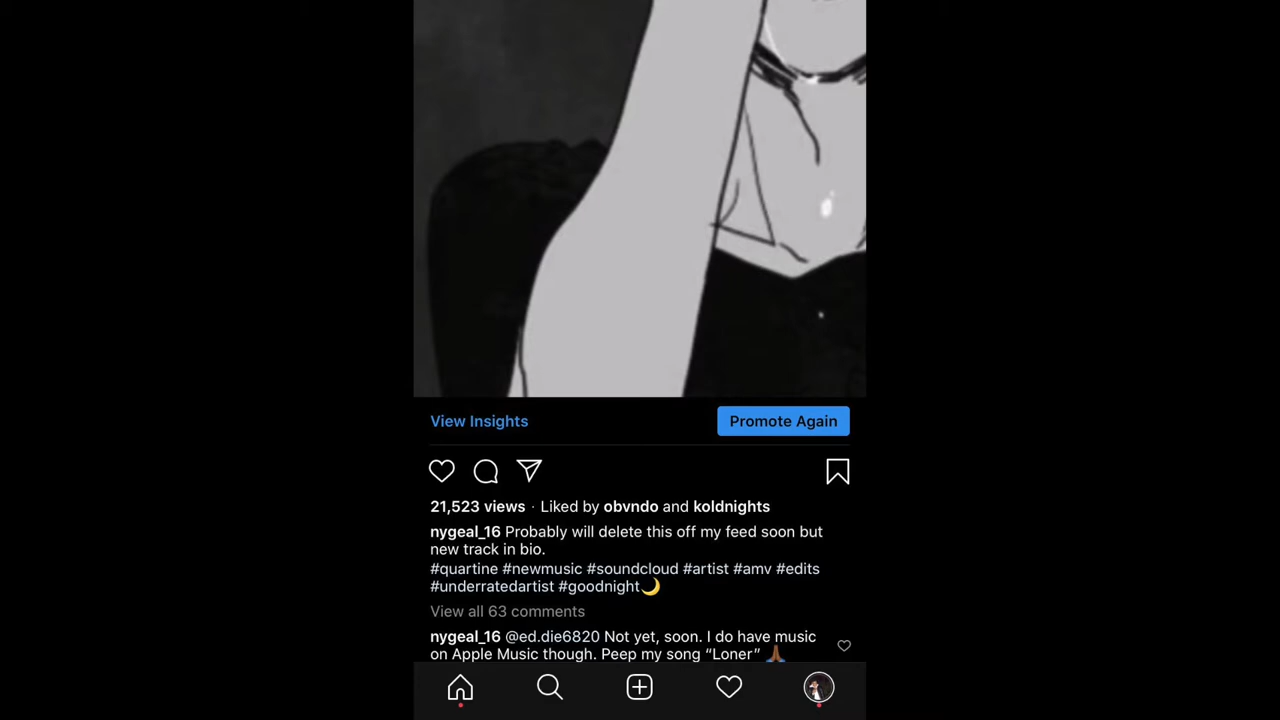 View Insights
Promote Again
21,523 views · Liked by obvndo and koldnights
nygeal_16 Probably will delete this off my feed soon but
new track in bio.
#quartine #newmusic #soundcloud #artist #amv #edits
#underratedartist #goodnight🌙
View all 63 comments
nygeal_16 @ed.die6820 Not yet, soon. I do have music
on Apple Music though. Peep my song “Loner” 🙏🏾